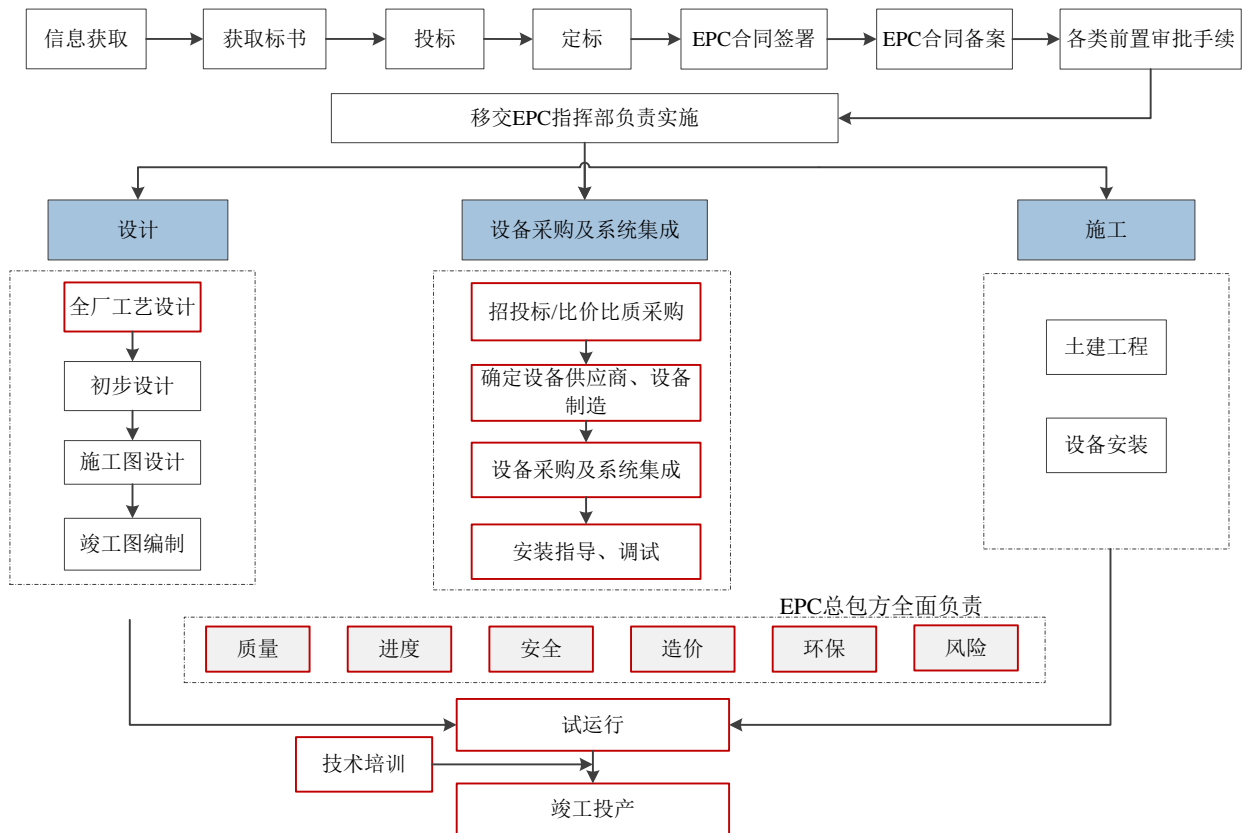 信息获取
获取标书
投标
定标
EPC合同签署
EPC合同备案
各类前置审批手续
移交EPC指挥部负责实施
设计
设备采购及系统集成
施工
全厂工艺设计
初步设计
施工图设计
竣工图编制
招投标/比价比质采购
确定设备供应商、设备
制造
设备采购及系统集成
安装指导、调试
土建工程
设备安装
EPC总包方全面负责
质量
进度
安全
造价
环保
风险
试运行
技术培训
竣工投产